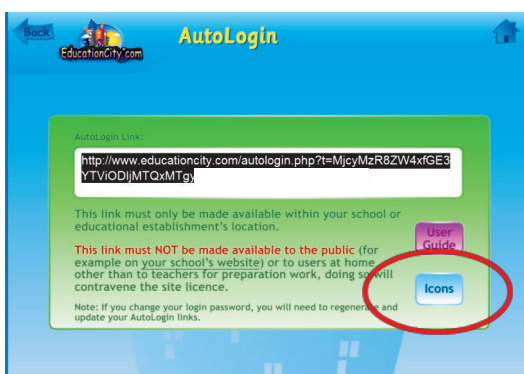 Back
EducationCity.com
AutoLogin
AutoLogin Link:
http://www.educationcity.com/autologin.php?t=MjcyMzR8ZW4xfGE3
YTViODljMTQxMTgy
This link must only be made available within your school or
educational establishment's location.
This link must NOT be made available to the public (for
example on your school's website) or to users at home
other than to teachers for preparation work, doing so will
contravene the site licence.
Note: If you change your login password, you will need to regenerate and
update your AutoLogin links.
User
Guide
Icons